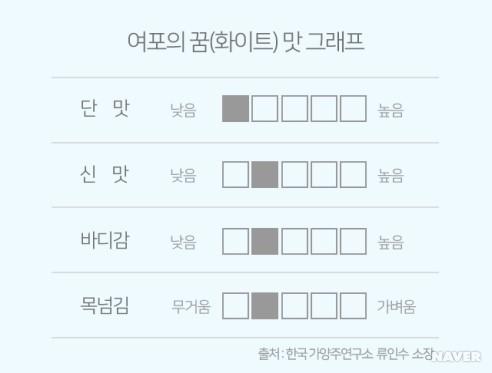 여포의 꿈(화이트) 맛 그래프
단 맛 낮음 높음
신 맛 낮음 높음
바디감 낮음 높음
목넘김 무거움 가벼움
출처 : 한국가양주연구소 류인수 소장
NAVER